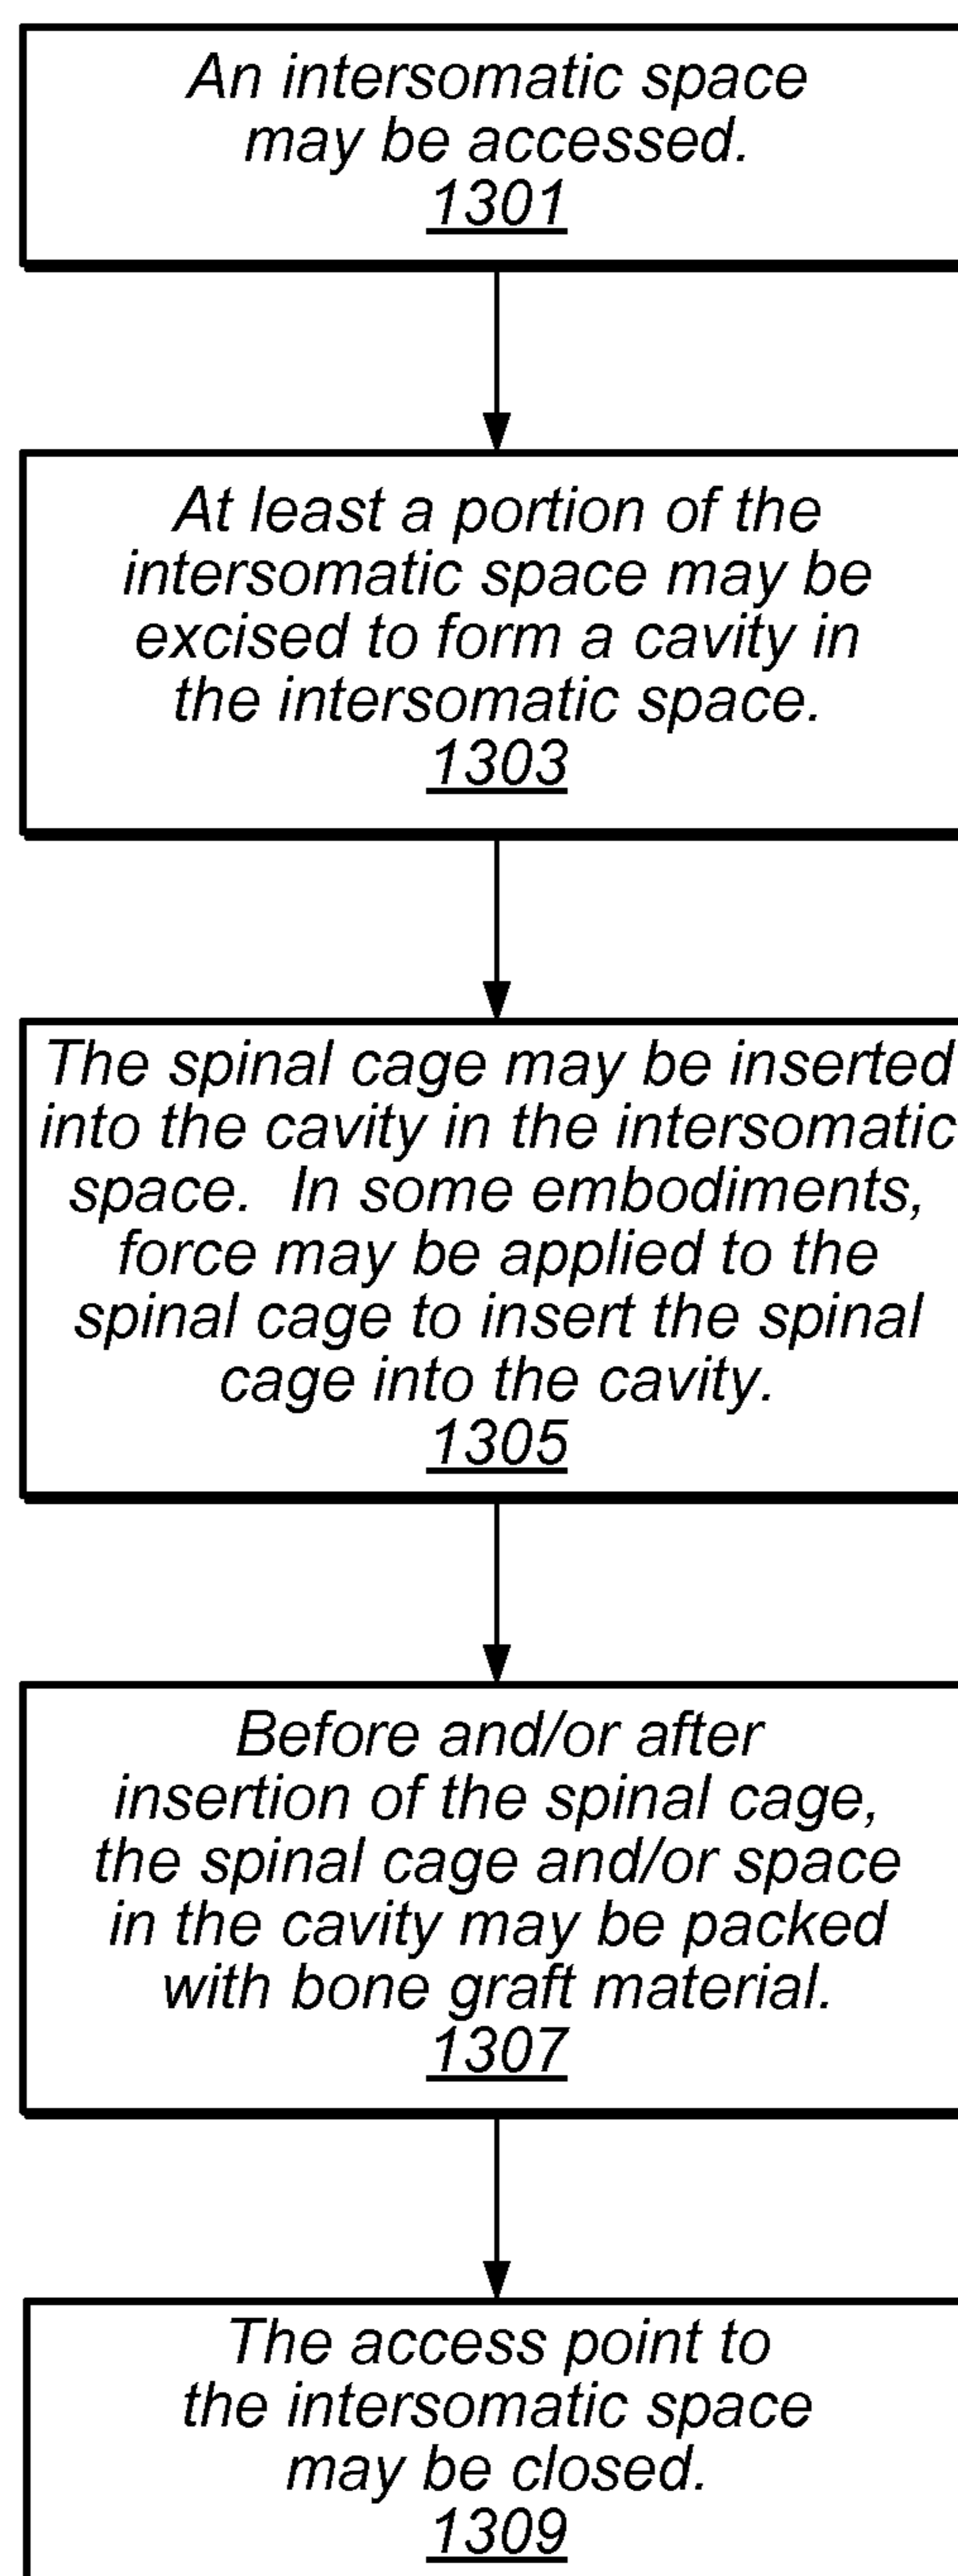 An intersomatic space
may be accessed.
1301
At least a portion of the
intersomatic space may be
excised to form a cavity in
the intersomatic space.
1303
The spinal cage may be inserted
into the cavity in the intersomatic
space.  In some embodiments,
force may be applied to the
spinal cage to insert the spinal
cage into the cavity.
1305
Before and/or after
insertion of the spinal cage,
the spinal cage and/or space
in the cavity may be packed
with bone graft material.
1307
The access point to
the intersomatic space
may be closed.
1309